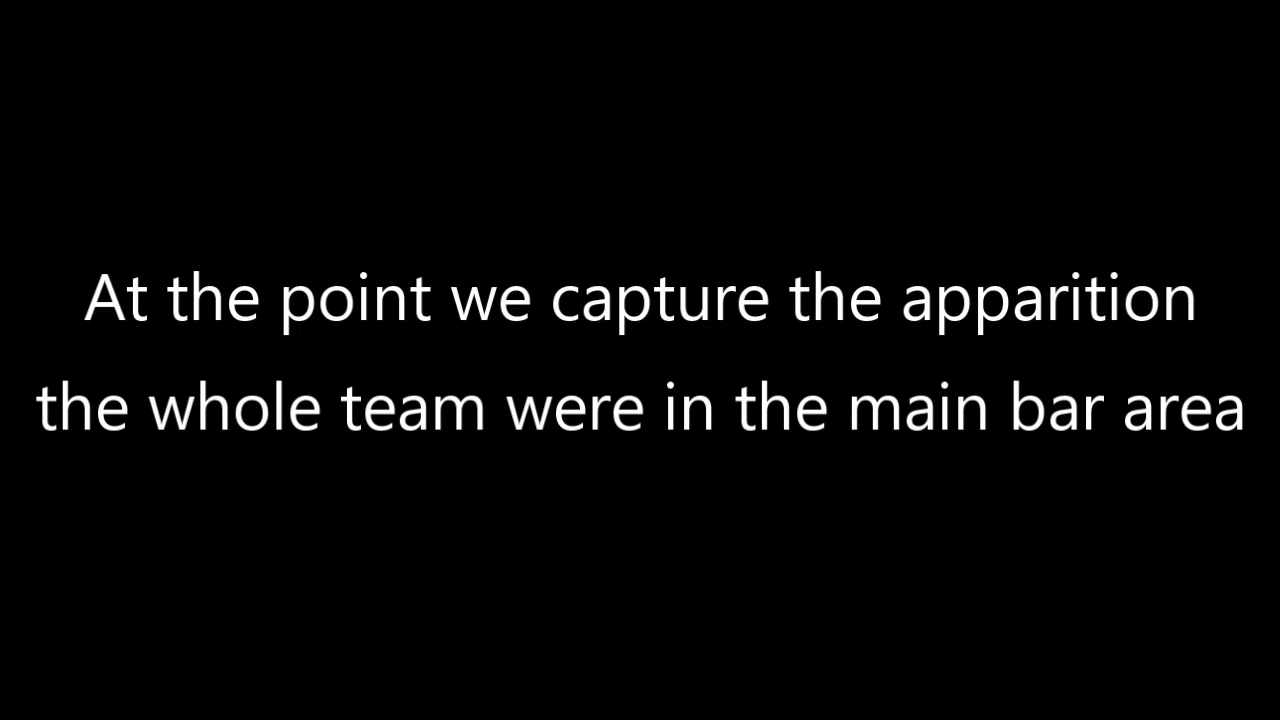 At the point we capture the apparition
the whole team were in the main bar area